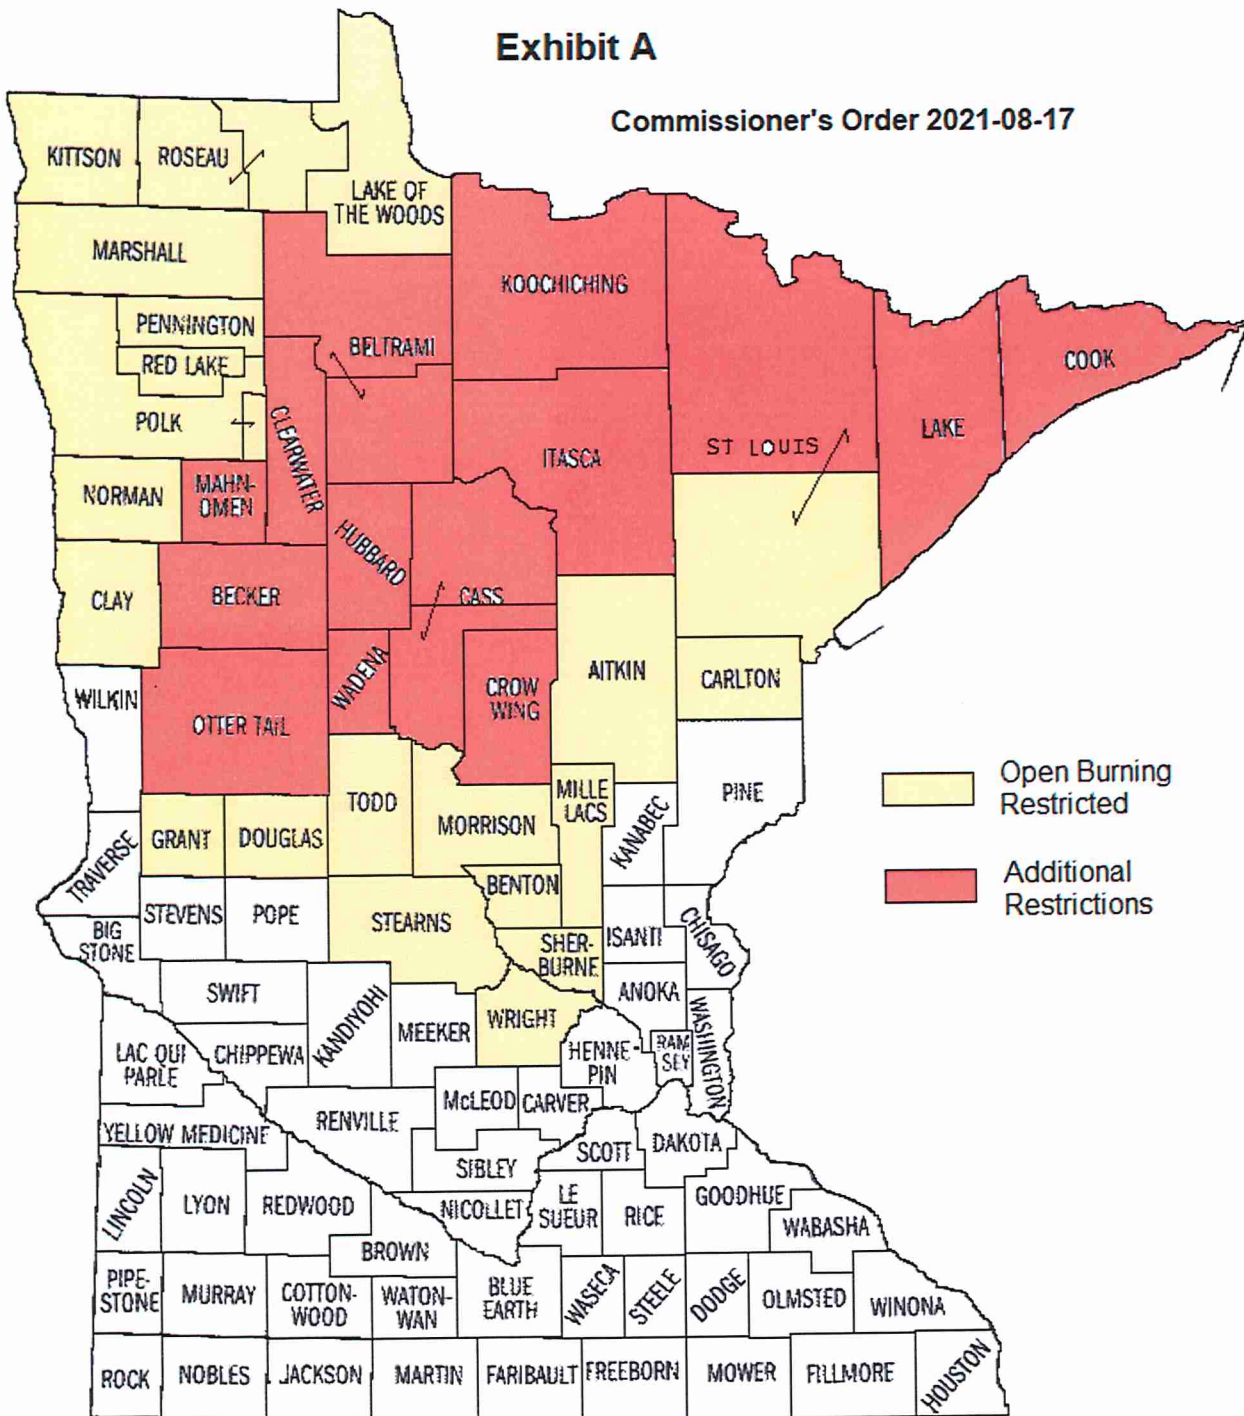 Exhibit A
Commissioner's Order 2021-08-17
KITTSON
ROSEAU
LAKE OF
THE WOODS
MARSHALL
KOOCHICHING
PENNINGTON
BELTRAMI
RED LAKE
COOK
POLK
CLEARWATER
LAKE
ST LOUIS
ITASCA
NORMAN
MAHN-
OMEN
HUBBARD
CLAY
BECKER
CASS
AITKIN
CARLTON
WILKIN
WADENA
CROW
WING
OTTER TAIL
Open Burning
Restricted
Additional
Restrictions
TODD
MILLE
LACS
PINE
MORRISON
KANABEC
GRANT
DOUGLAS
TRAVERSE
BENTON
STEVENS
POPE
STEARNS
BIG
STONE
SHER-
BURNE
ISANTI
CHISAGO
SWIFT
KANDIYOHI
MEEKER
WRIGHT
ANOKA
WASHINGTON
LAC QUI
PARLE
CHIPPEWA
HENNE-
PIN
RAM
SEY
McLEOD
CARVER
RENVILLE
YELLOW MEDICINE
SCOTT
DAKOTA
SIBLEY
LINCOLN
LYON
REDWOOD
NICOLLET
LE
SUEUR
RICE
GOODHUE
WABASHA
BROWN
PIPE-
STONE
MURRAY
COTTON-
WOOD
WATON-
WAN
BLUE
EARTH
WASECA
STEELE
DODGE
OLMSTED
WINONA
ROCK
NOBLES
JACKSON
MARTIN
FARIBAULT
FREEBORN
MOWER
FILLMORE
HOUSTON